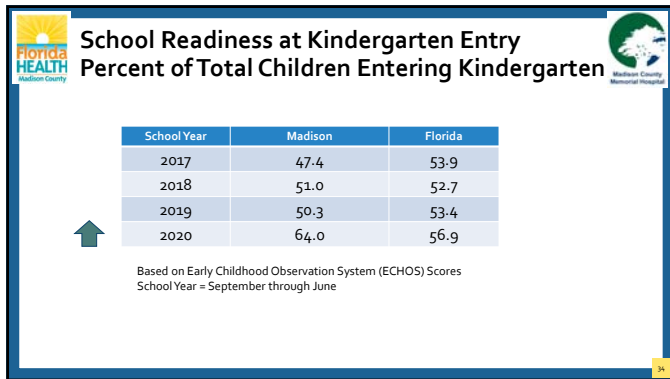 Florida
HEALTH
Madison County
School Readiness at Kindergarten Entry
Percent of Total Children Entering Kindergarten
Madison County
Memorial Hospital
School Year Madison Florida
2017 47.4 53.9
2018 51.0 52.7
2019 50.3 53.4
2020 64.0 56.9
Based on Early Childhood Observation System (ECHOS) Scores
School Year = September through June
34